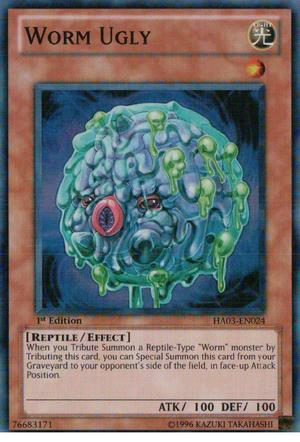 WORM UGLY
LIGHT
光
1st Edition
HA03-EN024
[REPTILE / EFFECT]
When you Tribute Summon a Reptile-Type "Worm" monster by
Tributing this card, you can Special Summon this card from your
Graveyard to your opponent's side of the field, in face-up Attack
Position.
ATK/ 100 DEF/ 100
76683171
©1996 KAZUKI TAKAHASHI